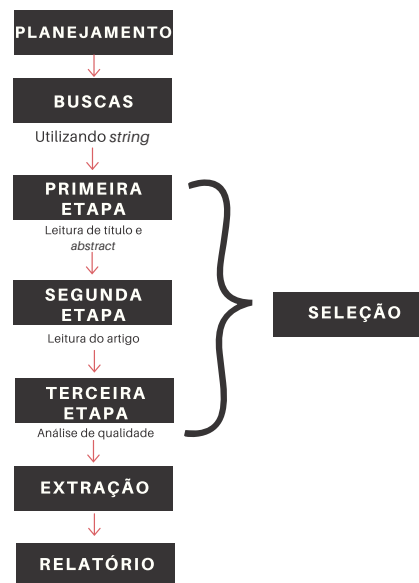 PLANEJAMENTO
BUSCAS
Utilizando string
PRIMEIRA
ETAPA
Leitura de título e
abstract
SEGUNDA
ETAPA
Leitura do artigo
TERCEIRA
ETAPA
Análise de qualidade
SELEÇÃO
EXTRAÇÃO
RELATÓRIO